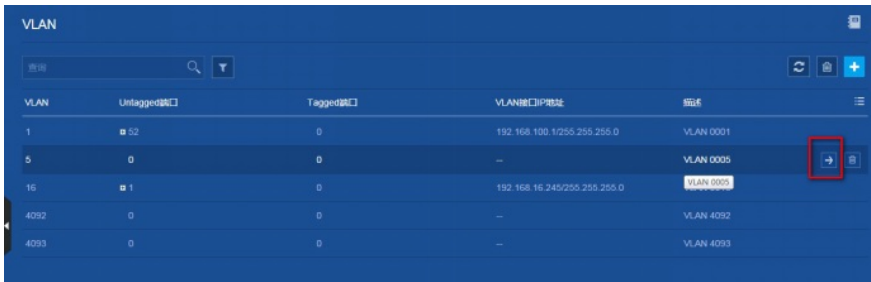 VLAN
查询
VLAN Untagged端口 Tagged端口 VLAN接口IP地址 描述
1 52 0 192.168.100.1/255.255.255.0 VLAN 0001
5 0 0 -- VLAN 0005
16 1 0 192.168.16.245/255.255.255.0
VLAN 0005
4092 0 0 -- VLAN 4092
4093 0 0 -- VLAN 4093